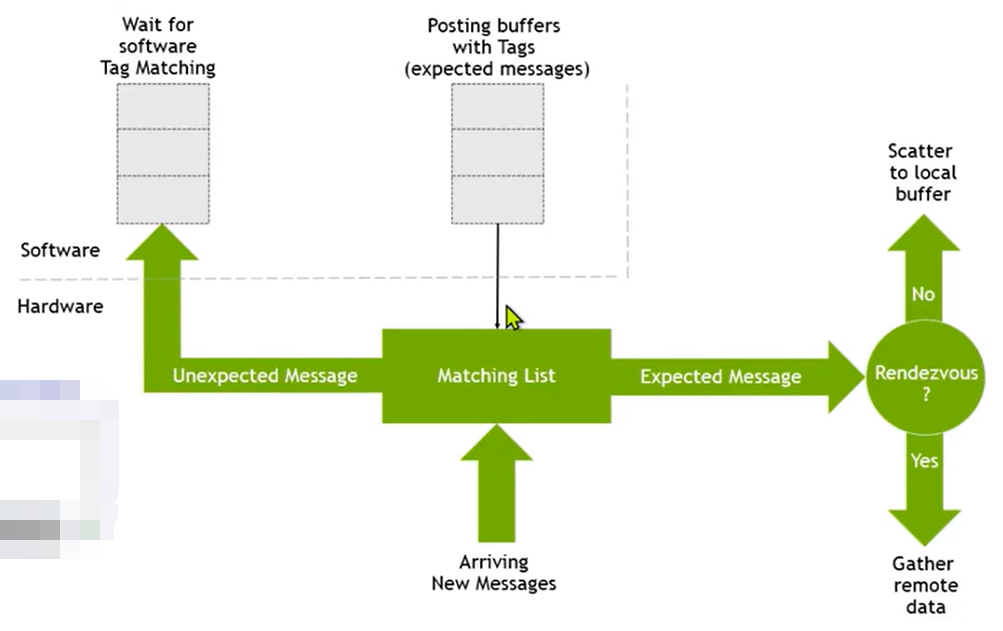 Wait for
software
Tag Matching
Posting buffers
with Tags
(expected messages)
Scatter
to local
buffer
Software
Hardware
No
Unexpected Message
Matching List
Expected Message
Rendezvous
?
Yes
Arriving
New Messages
Gather
remote
data